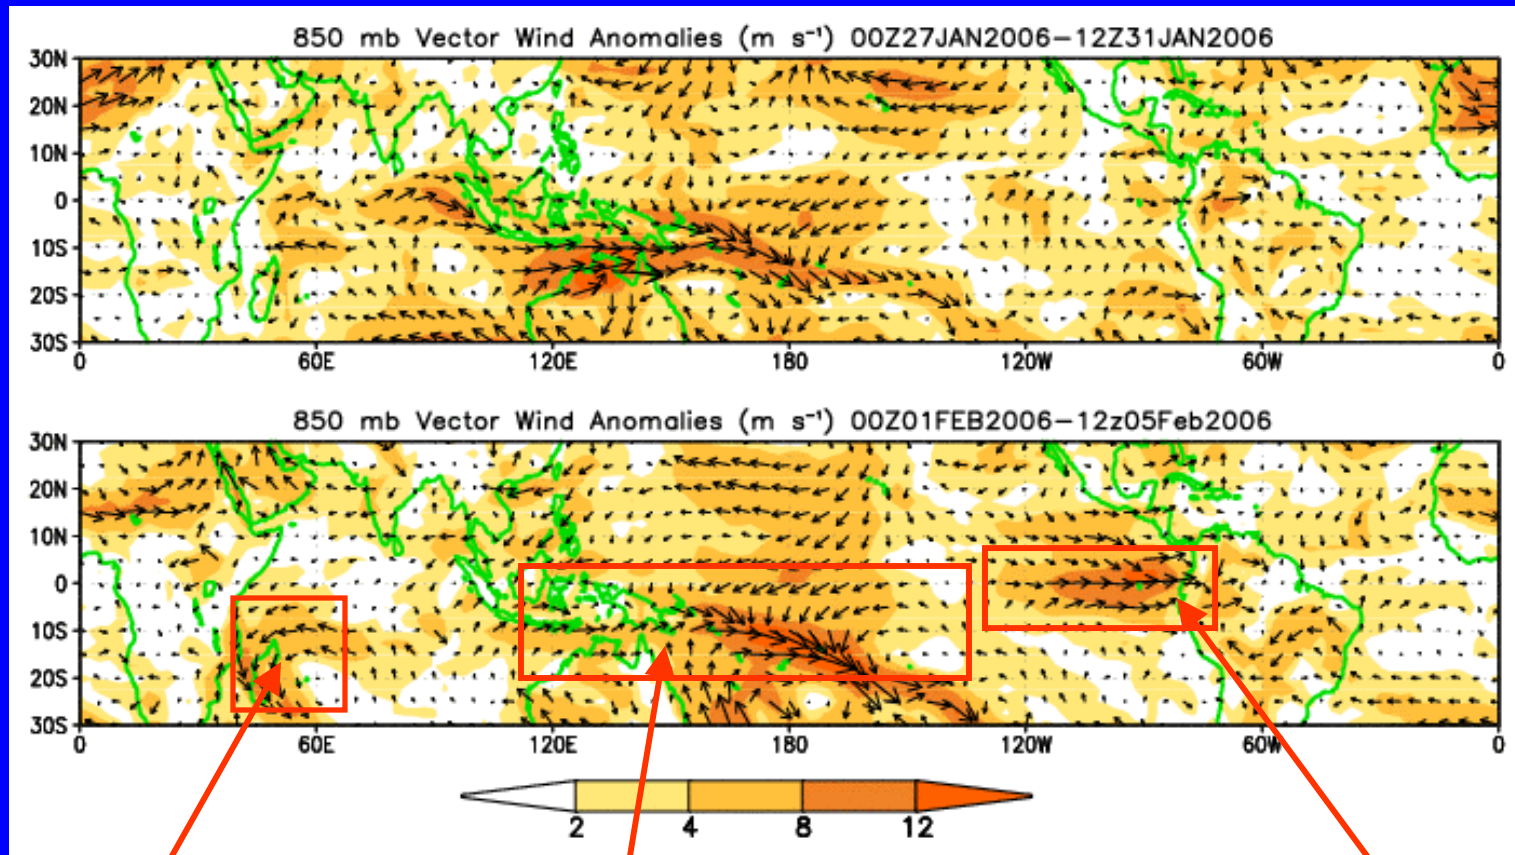 850 mb Vector Wind Anomalies (m s⁻¹) 00Z27JAN2006−12Z31JAN2006
30N
20N
10N
0
10S
20S
30S
0 60E 120E 180 120W 60W 0
850 mb Vector Wind Anomalies (m s⁻¹) 00Z01FEB2006−12z05Feb2006
30N
20N
10N
0
10S
20S
30S
0 60E 120E 180 120W 60W 0
2 4 8 12